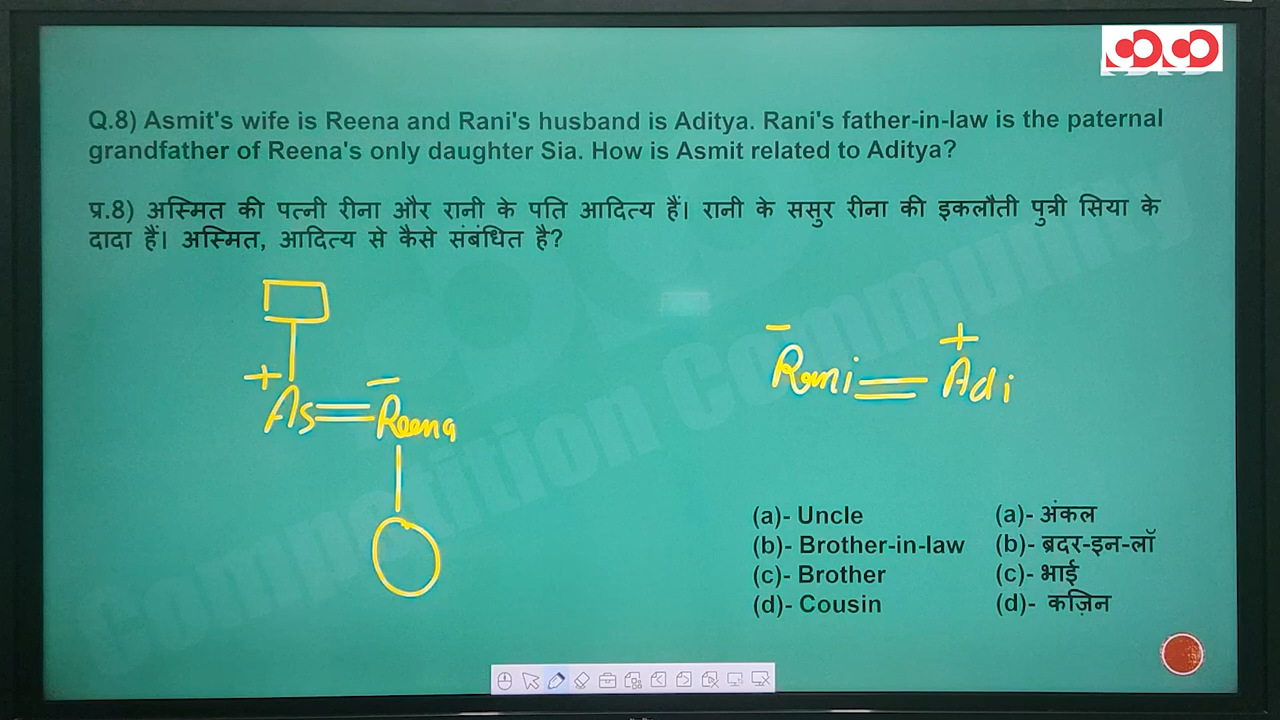 Q.8) Asmit's wife is Reena and Rani's husband is Aditya. Rani's father-in-law is the paternal
grandfather of Reena's only daughter Sia. How is Asmit related to Aditya?
प्र.8) अस्मित की पत्नी रीना और रानी के पति आदित्य हैं। रानी के ससुर रीना की इकलौती पुत्री सिया के
दादा हैं। अस्मित, आदित्य से कैसे संबंधित है?
+ As = Reena −
− Rani = Adi +
(a)- Uncle (a)- अंकल
(b)- Brother-in-law (b)- ब्रदर-इन-लॉ
(c)- Brother (c)- भाई
(d)- Cousin (d)- कज़िन
Competition Community